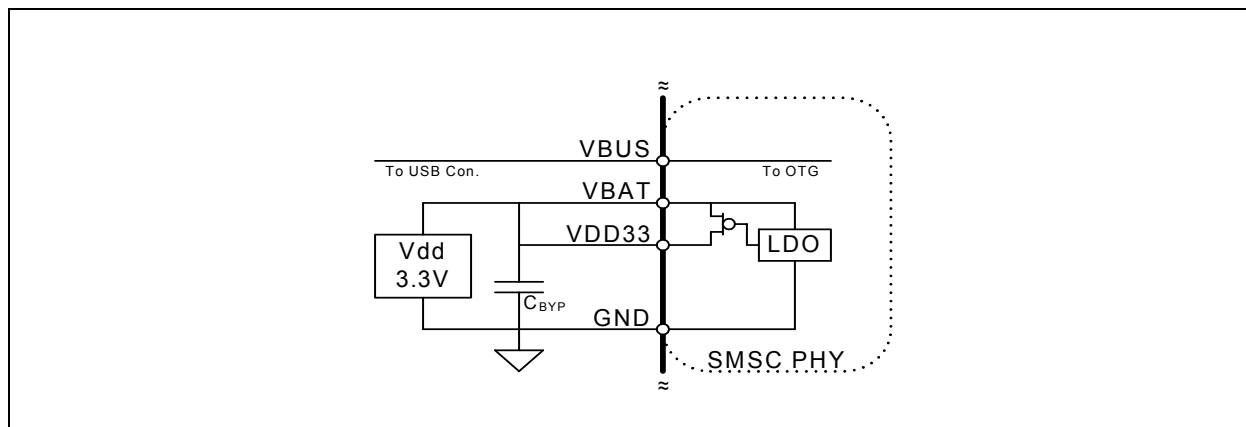 ≈
VBUS
To USB Con.
To OTG
VBAT
VDD33
Vdd
3.3V
LDO
CBYP
GND
SMSC PHY
≈